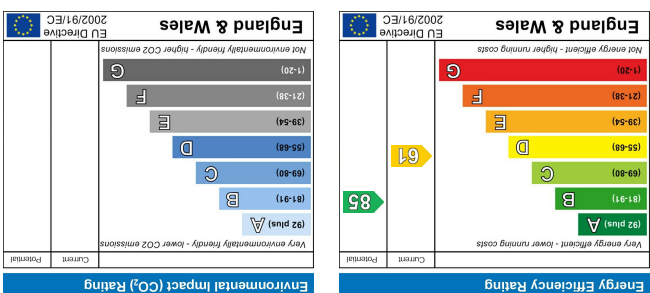 Energy Efficiency Rating
Current
Potential
Very energy efficient - lower running costs
(92 plus) A
(81-91) B
(69-80) C
(55-68) D
(39-54) E
(21-38) F
(1-20) G
Not energy efficient - higher running costs
61
85
England & Wales
EU Directive
2002/91/EC
Environmental Impact (CO₂) Rating
Current
Potential
Very environmentally friendly - lower CO2 emissions
(92 plus) A
(81-91) B
(69-80) C
(55-68) D
(39-54) E
(21-38) F
(1-20) G
Not environmentally friendly - higher CO2 emissions
England & Wales
EU Directive
2002/91/EC